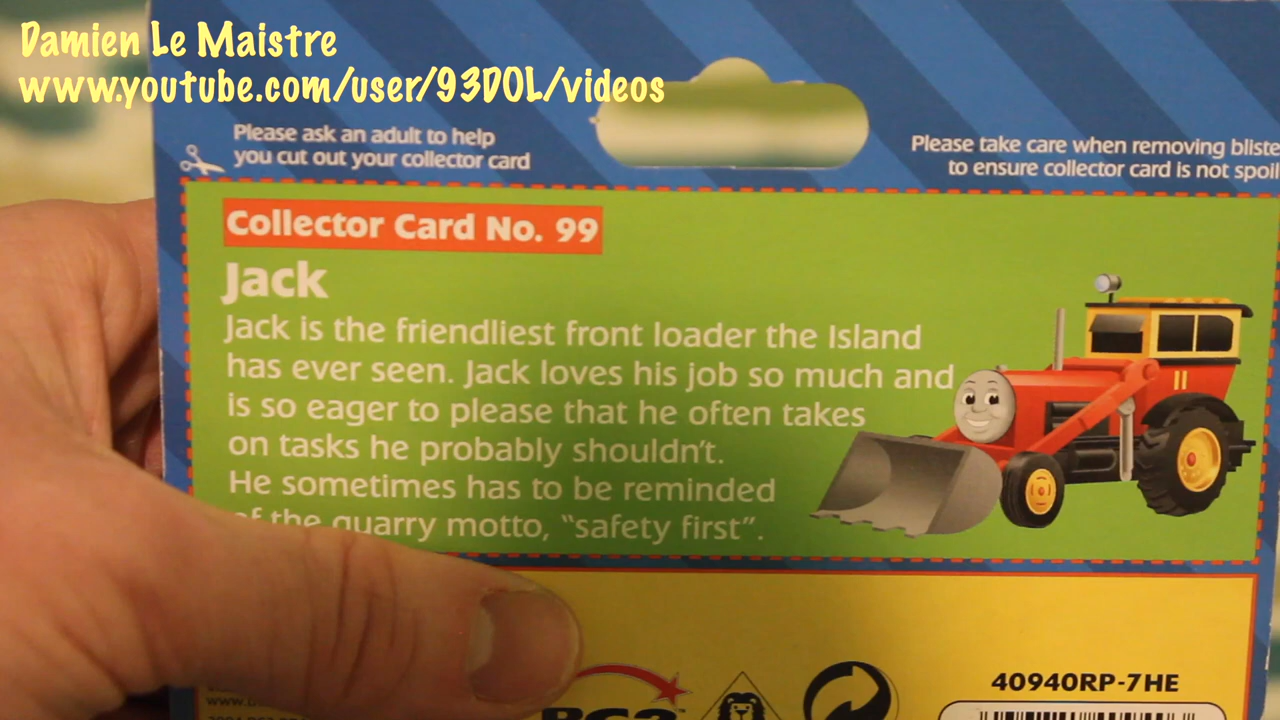 Damien Le Maistre
www.youtube.com/user/93DOL/videos
Please ask an adult to help
you cut out your collector card
Please take care when removing bliste
to ensure collector card is not spoil
Collector Card No. 99
Jack
Jack is the friendliest front loader the Island
has ever seen. Jack loves his job so much and
is so eager to please that he often takes
on tasks he probably shouldn't.
He sometimes has to be reminded
of the quarry motto, "safety first".
40940RP-7HE